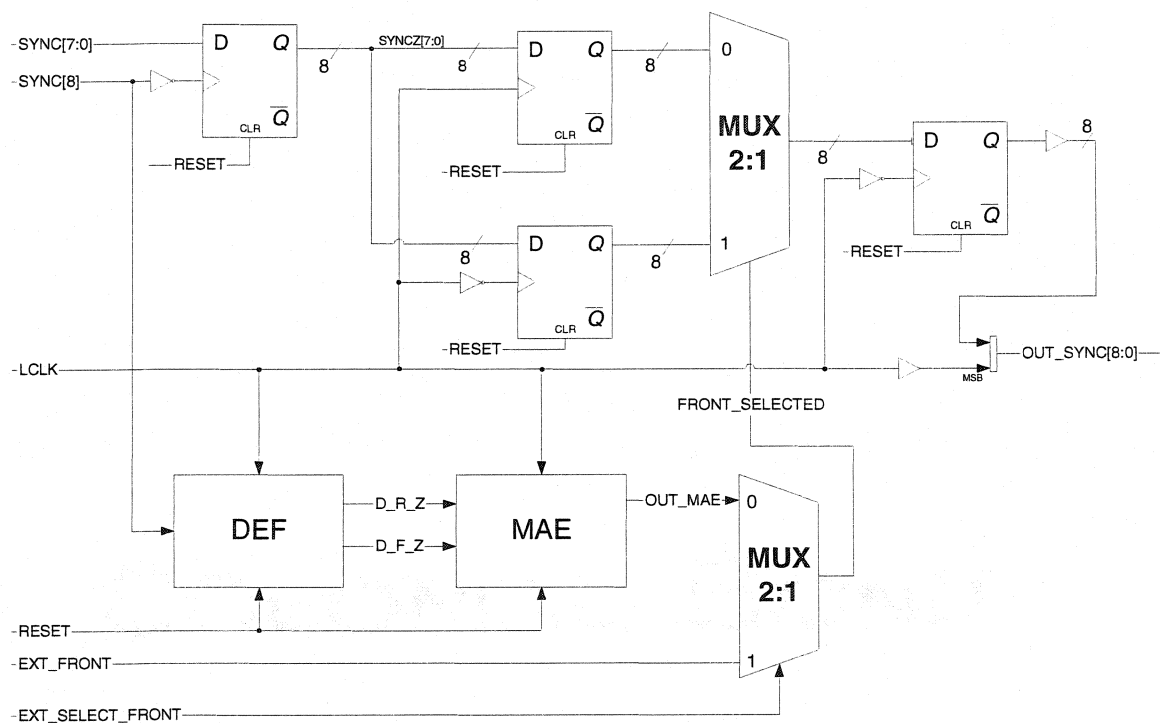 SYNC[7:0]
SYNC[8]
D Q
Q
CLR
RESET
8
SYNCZ[7:0]
8
D Q
Q
CLR
RESET
8
0
MUX
2:1
1
8
D Q
Q
CLR
RESET
8
8
D Q
Q
CLR
RESET
8
LCLK
OUT_SYNC[8:0]
MSB
FRONT_SELECTED
DEF
D_R_Z
D_F_Z
MAE
OUT_MAE
0
MUX
2:1
1
RESET
EXT_FRONT
EXT_SELECT_FRONT